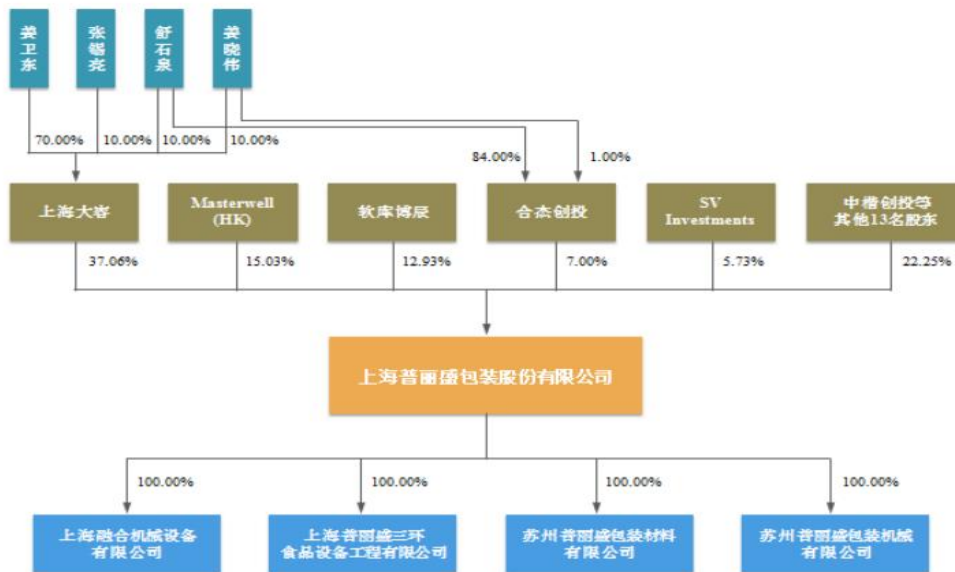 姜卫东
张锡亮
舒石泉
姜晓伟
70.00%
10.00%
10.00%
10.00%
84.00%
1.00%
上海大容
Masterwell
(HK)
软库博辰
合杰创投
SV
Investments
中楷创投等
其他13名股东
37.06%
15.03%
12.93%
7.00%
5.73%
22.25%
上海普丽盛包装股份有限公司
100.00%
100.00%
100.00%
100.00%
上海融合机械设备
有限公司
上海普丽盛三环
食品设备工程有限公司
苏州普丽盛包装材料
有限公司
苏州普丽盛包装机械
有限公司